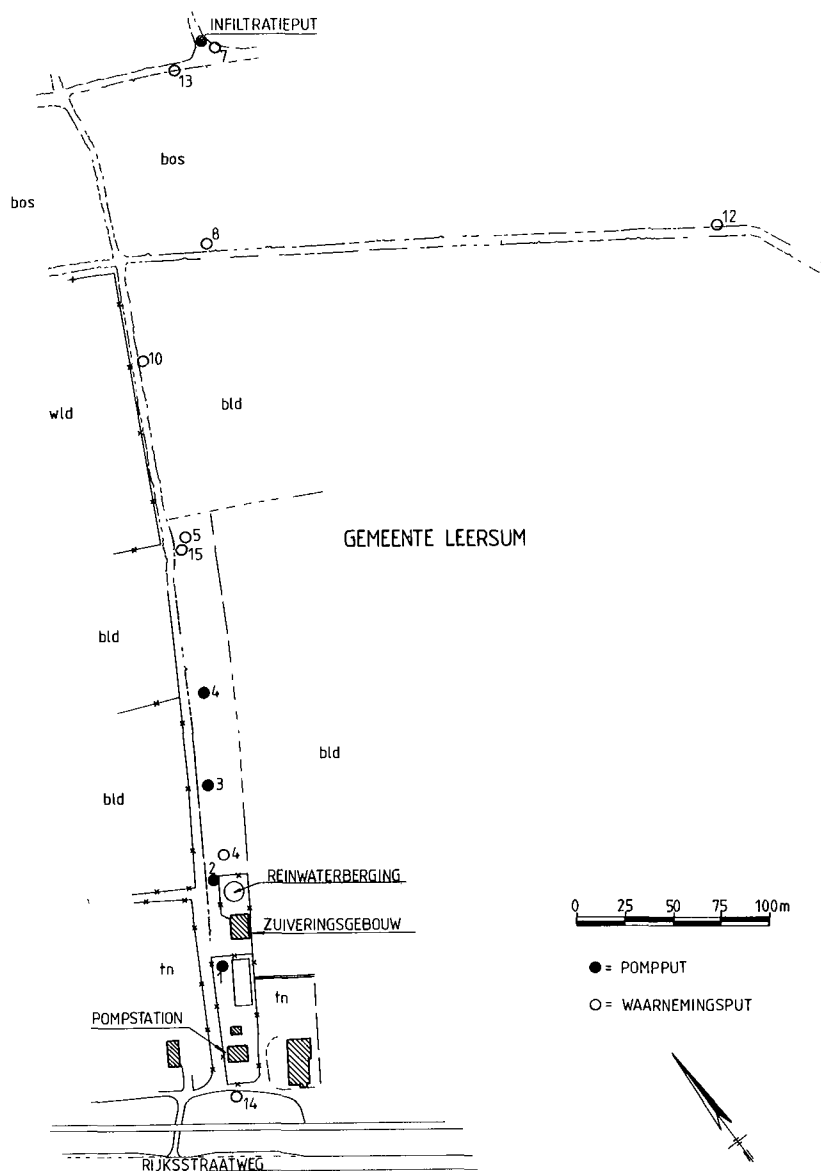 INFILTRATIEPUT
7
13
bos
bos
8
12
10
wld
bld
5
15
GEMEENTE LEERSUM
bld
4
3
bld
bld
4
2
REINWATERBERGING
ZUIVERINGSGEBOUW
0 25 50 75 100m
1
tn
tn
● = POMPPUT
○ = WAARNEMINGSPUT
POMPSTATION
14
RIJKSSTRAATWEG